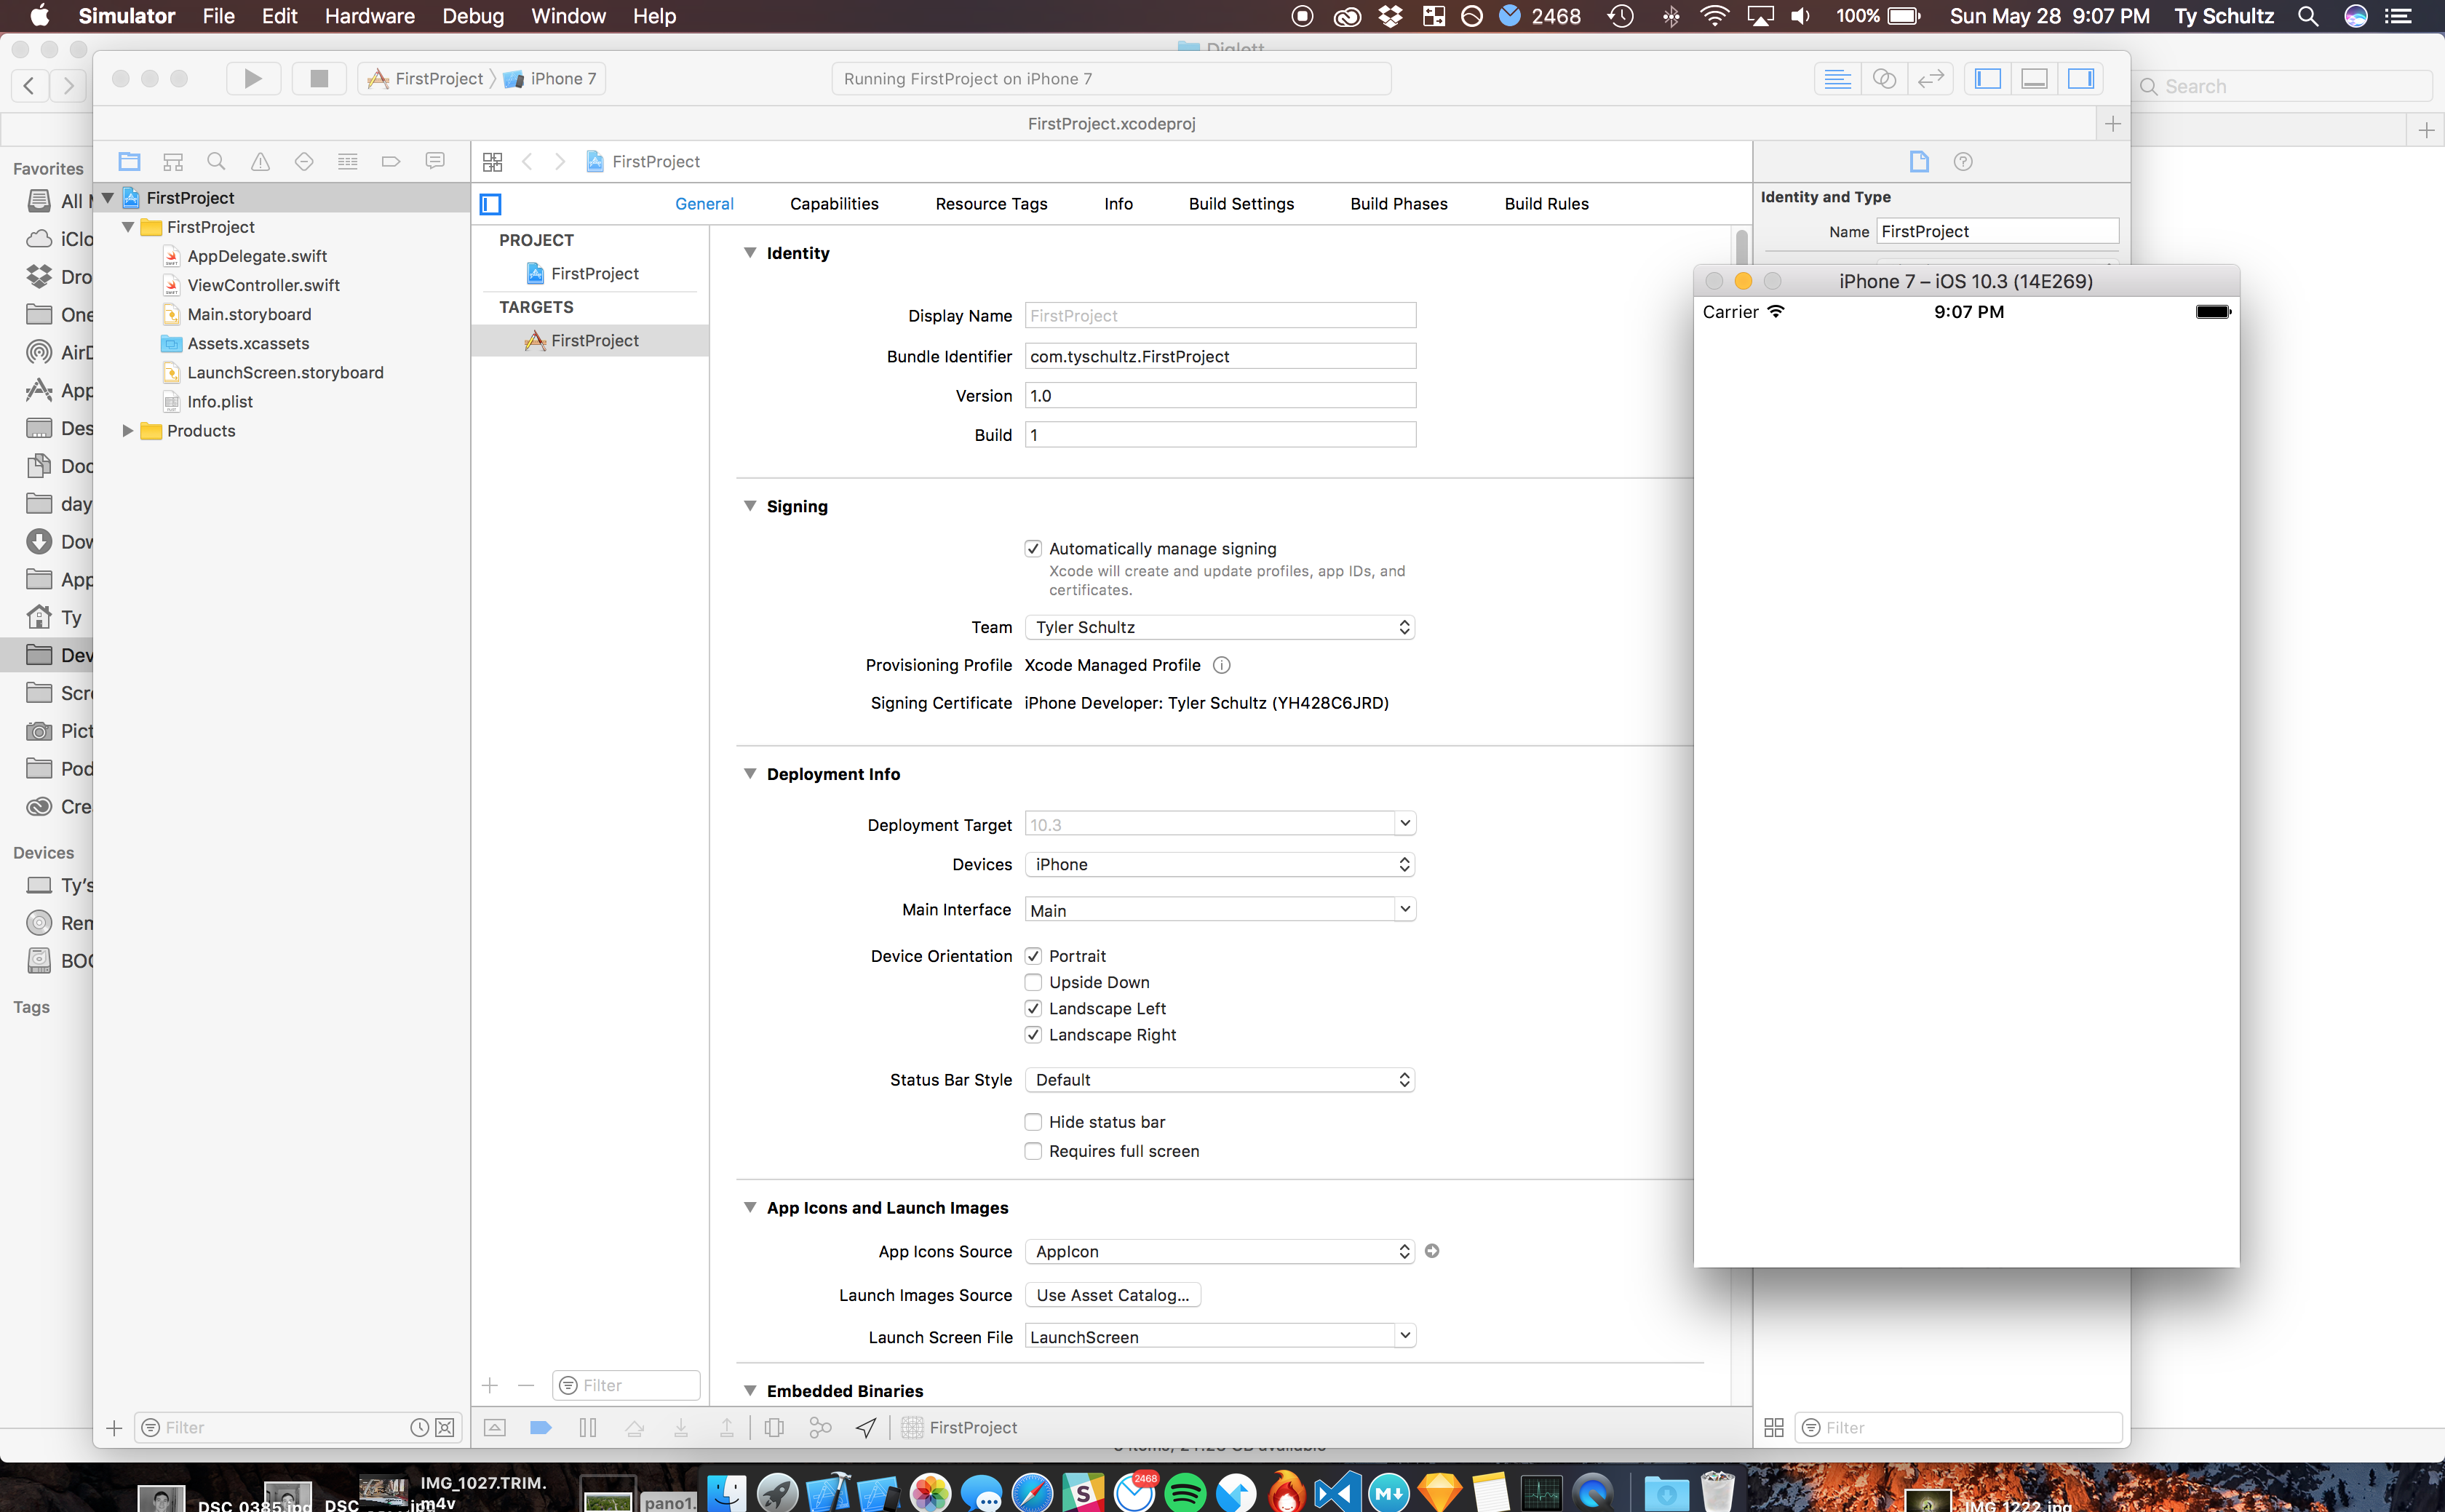 Simulator File Edit Hardware Debug Window Help 2468 100% Sun May 28 9:07 PM Ty Schultz
FirstProject iPhone 7 Running FirstProject on iPhone 7
Search
FirstProject.xcodeproj
FirstProject
General Capabilities Resource Tags Info Build Settings Build Phases Build Rules
Favorites
All
iClo
Dro
One
AirD
App
Des
Doc
day
Dow
App
Ty
Dev
Scre
Pict
Pod
Cre
Devices
Ty's
Rem
BOO
Tags
FirstProject
FirstProject
AppDelegate.swift
ViewController.swift
Main.storyboard
Assets.xcassets
LaunchScreen.storyboard
Info.plist
Products
Filter
PROJECT
FirstProject
TARGETS
FirstProject
Filter
Identity
Display Name FirstProject
Bundle Identifier com.tyschultz.FirstProject
Version 1.0
Build 1
Signing
Automatically manage signing
Xcode will create and update profiles, app IDs, and
certificates.
Team Tyler Schultz
Provisioning Profile Xcode Managed Profile
Signing Certificate iPhone Developer: Tyler Schultz (YH428C6JRD)
Deployment Info
Deployment Target 10.3
Devices iPhone
Main Interface Main
Device Orientation Portrait
Upside Down
Landscape Left
Landscape Right
Status Bar Style Default
Hide status bar
Requires full screen
App Icons and Launch Images
App Icons Source AppIcon
Launch Images Source Use Asset Catalog...
Launch Screen File LaunchScreen
Embedded Binaries
FirstProject
Identity and Type
Name FirstProject
iPhone 7 – iOS 10.3 (14E269)
Carrier 9:07 PM
Filter
IMG_1027.TRIM.
m4v
DSC_0385.jpg
DSC
pano1.
2468
IMG_1222.jpg